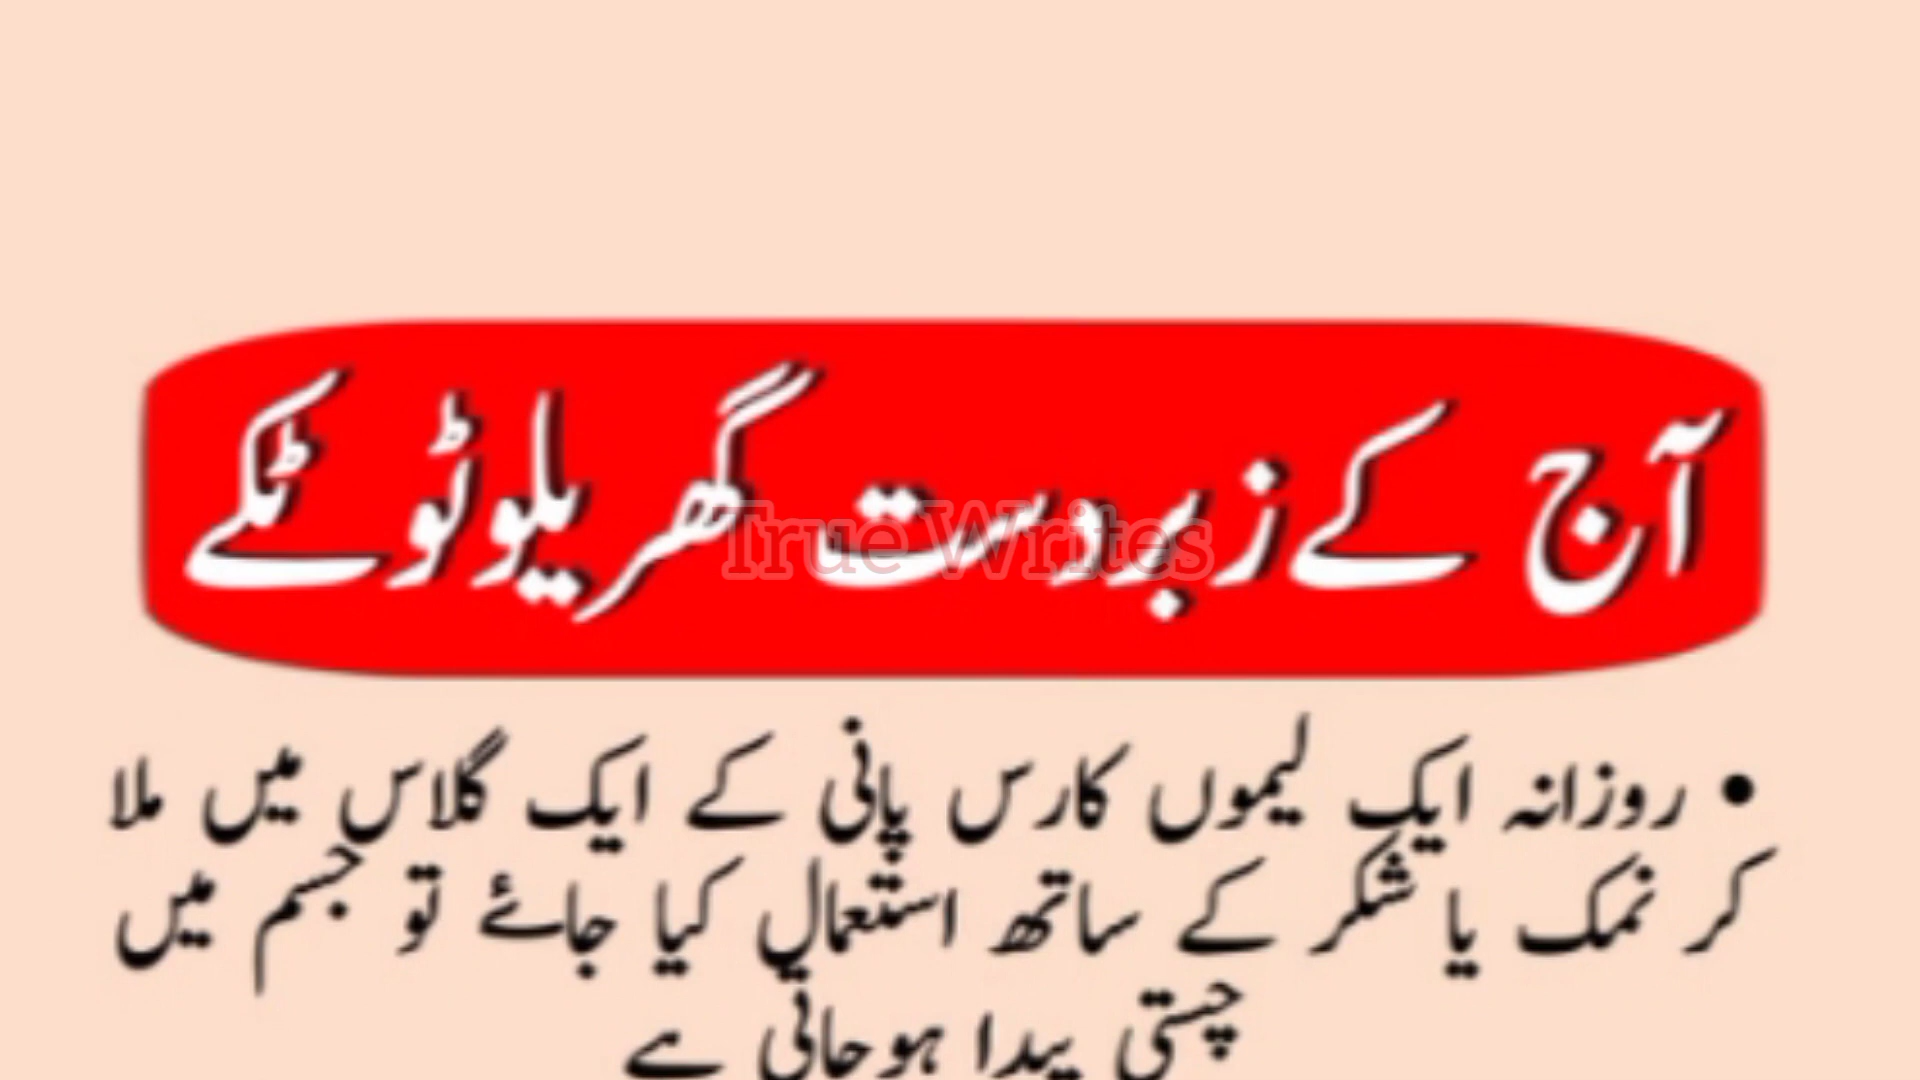 آج کے زبردست گھریلو ٹوٹکے
True Writes
• روزانہ ایک لیموں کا رس پانی کے ایک گلاس میں ملا
کر نمک یا شکر کے ساتھ استعمال کیا جائے تو جسم میں
چستی پیدا ہو جاتی ہے